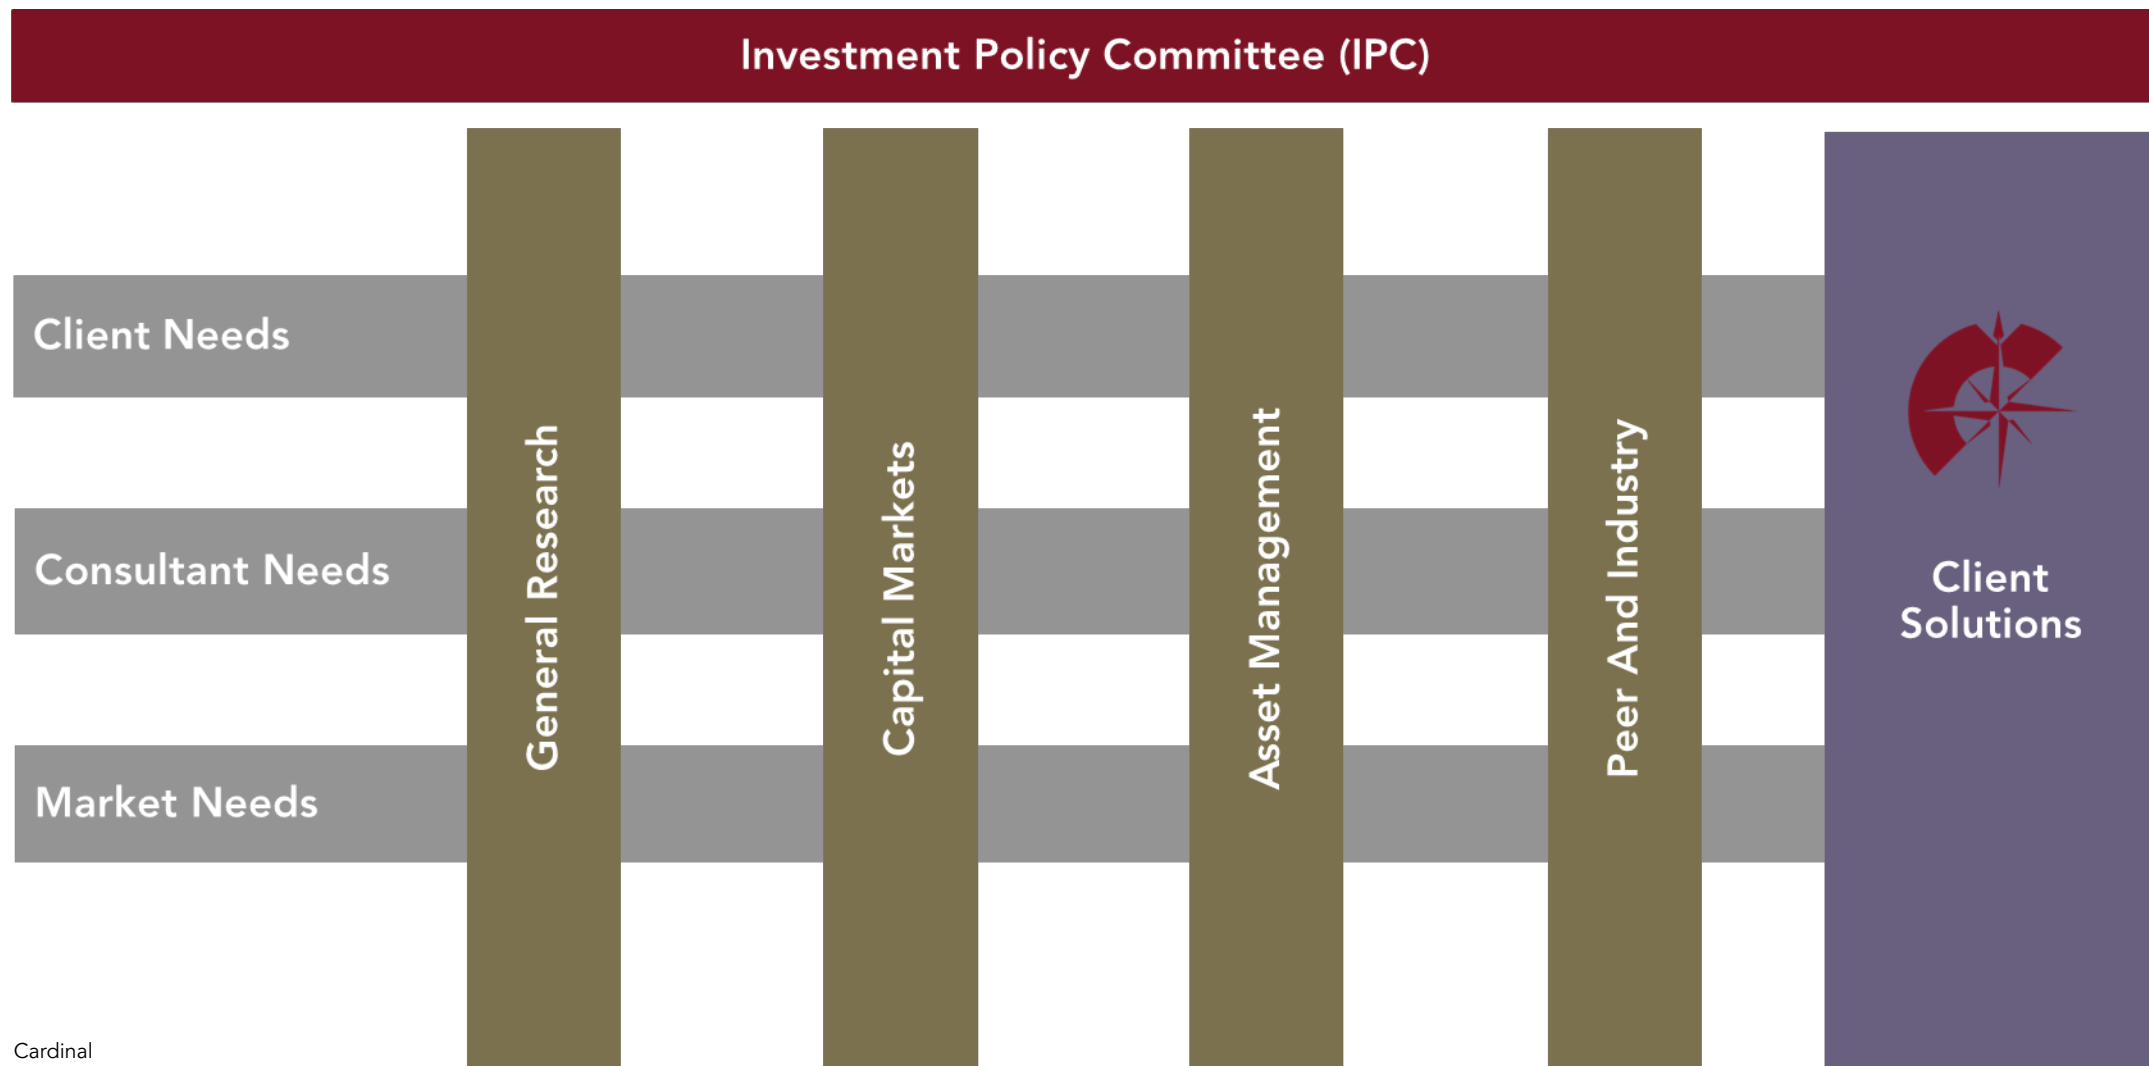 Investment Policy Committee (IPC)
Client Needs
Consultant Needs
Market Needs
General Research
Capital Markets
Asset Management
Peer And Industry
Client
Solutions
Cardinal